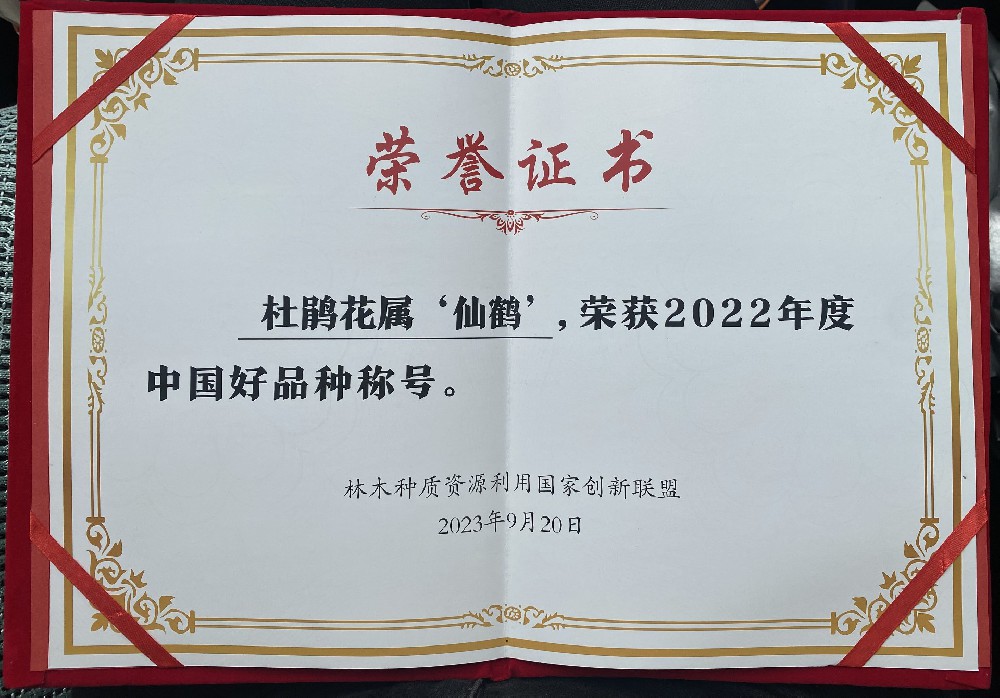 荣誉证书
杜鹃花属‘仙鹤’,荣获2022年度
中国好品种称号。
林木种质资源利用国家创新联盟
2023年9月20日